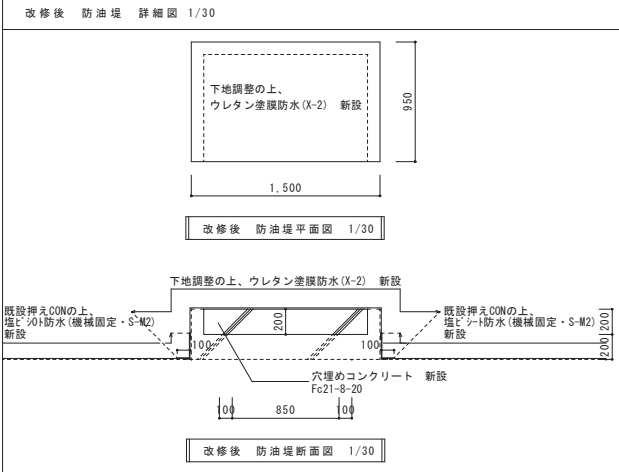 改修後 防油堤 詳細図 1/30
下地調整の上、
ウレタン塗膜防水(X-2) 新設
950
1,500
改修後 防油堤平面図 1/30
下地調整の上、ウレタン塗膜防水(X-2) 新設
既設押えCONの上、
塩ビシート防水(機械固定・S-M2)
新設
200
100
100
既設押えCONの上、
塩ビシート防水(機械固定・S-M2)
新設
200
200
穴埋めコンクリート 新設
Fc21-8-20
100 850 100
改修後 防油堤断面図 1/30